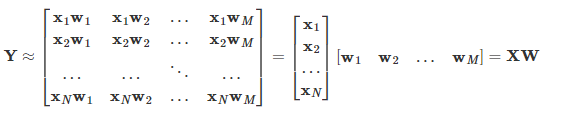 𝐘 ≈ [ 𝐱₁𝐰₁ 𝐱₁𝐰₂ … 𝐱₁𝐰_M
𝐱₂𝐰₁ 𝐱₂𝐰₂ … 𝐱₂𝐰_M
… … ⋱ …
𝐱_N𝐰₁ 𝐱_N𝐰₂ … 𝐱_N𝐰_M ] = [ 𝐱₁
𝐱₂
…
𝐱_N ] [𝐰₁ 𝐰₂ … 𝐰_M] = 𝐗𝐖